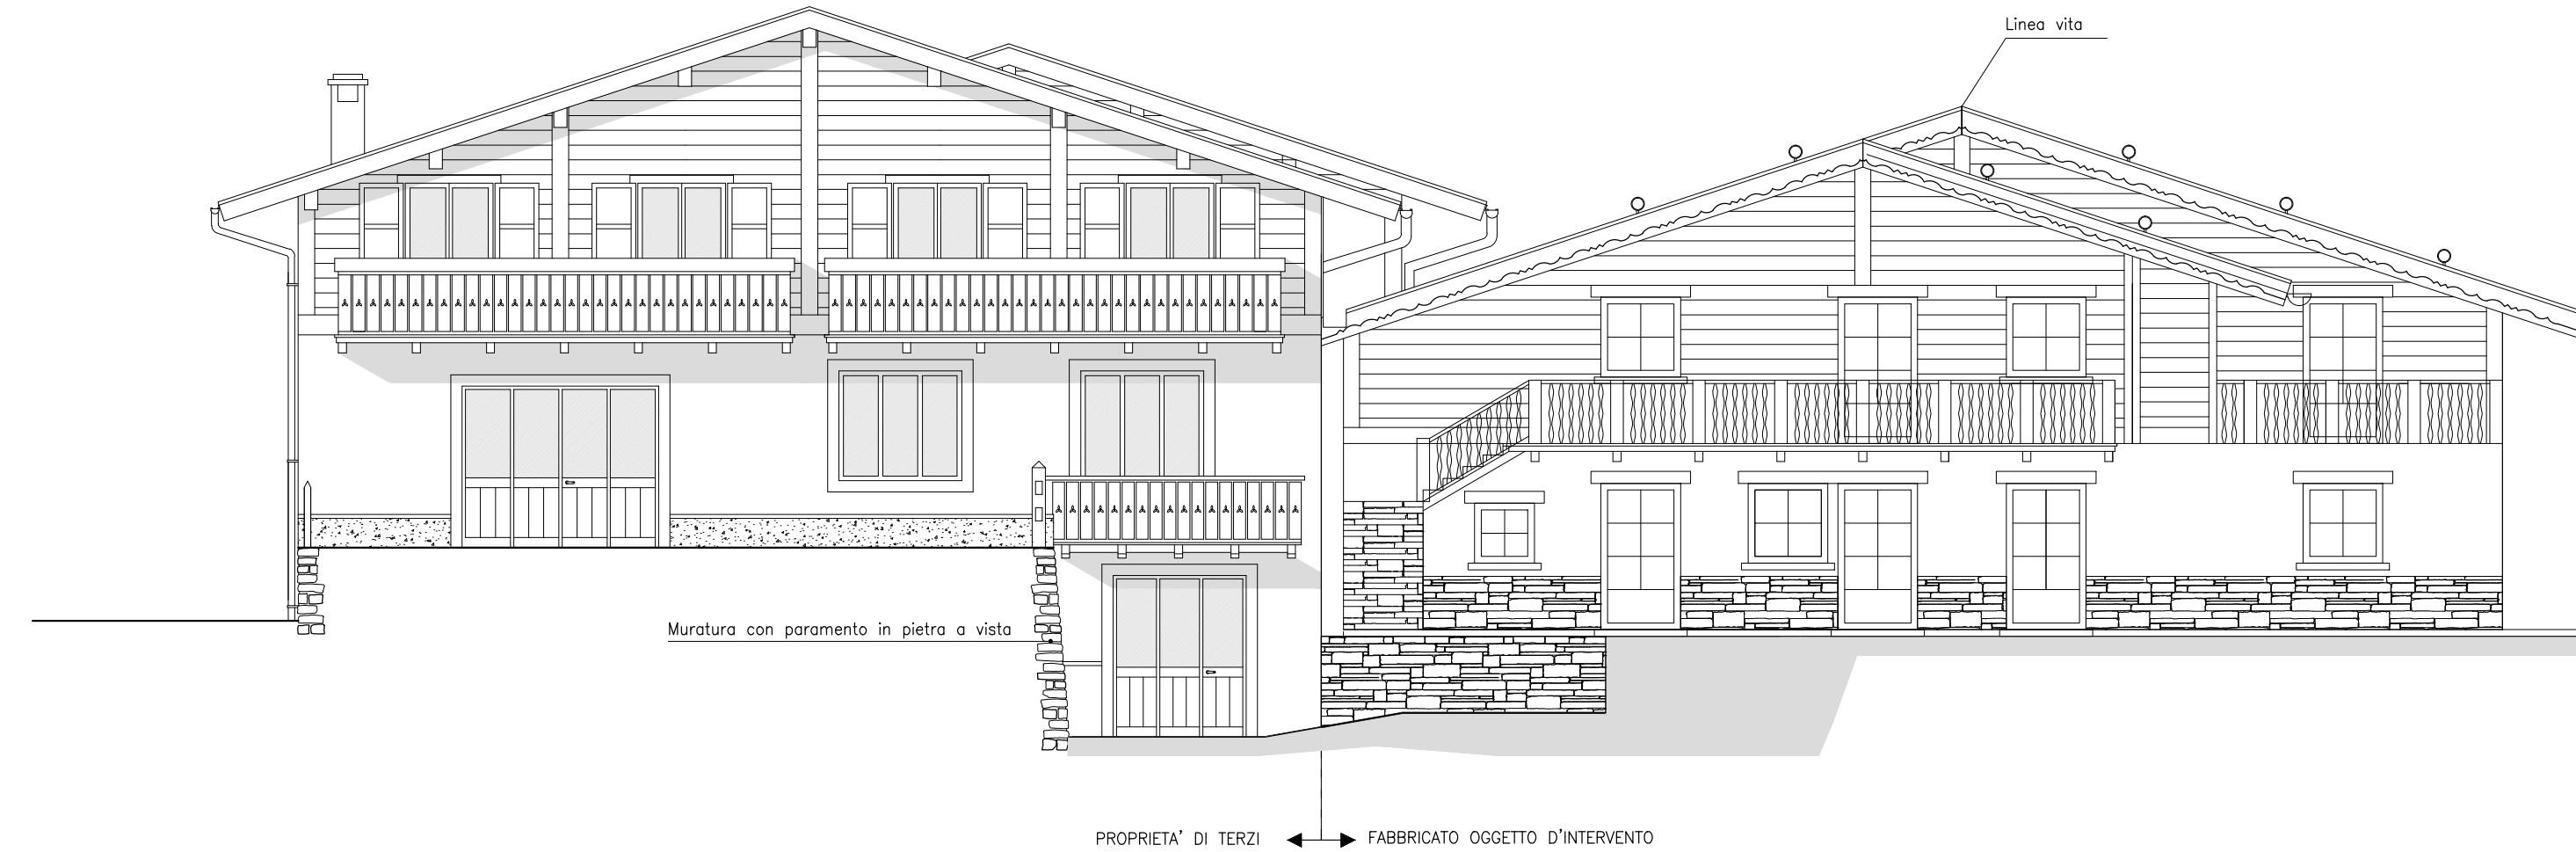 Linea vita
Muratura con paramento in pietra a vista
PROPRIETA' DI TERZI
FABBRICATO OGGETTO D'INTERVENTO